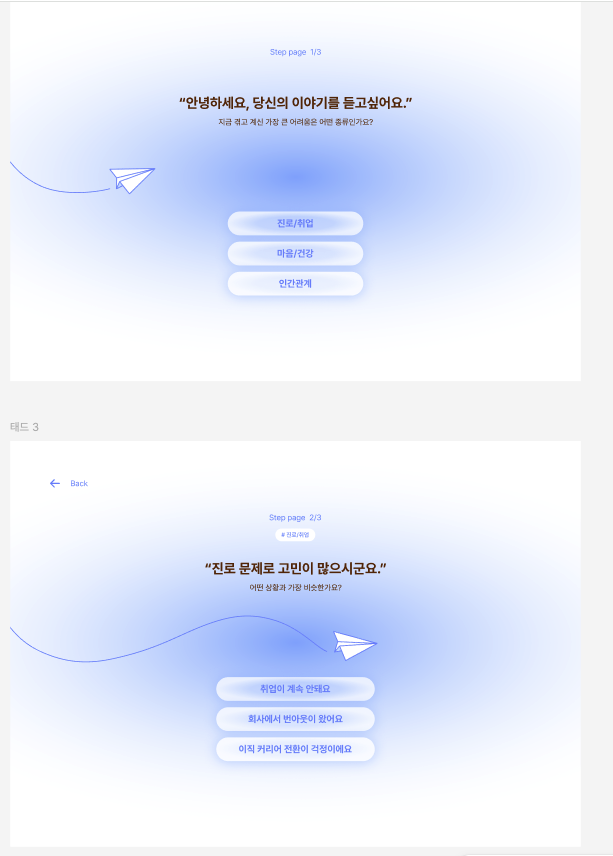 Step page 1/3
“안녕하세요, 당신의 이야기를 듣고싶어요.”
지금 겪고 계신 가장 큰 어려움은 어떤 종류인가요?
진로/취업
마음/건강
인간관계
태드 3
Back
Step page 2/3
# 진로/취업
“진로 문제로 고민이 많으시군요.”
어떤 상황과 가장 비슷한가요?
취업이 계속 안돼요
회사에서 번아웃이 왔어요
이직 커리어 전환이 걱정이에요